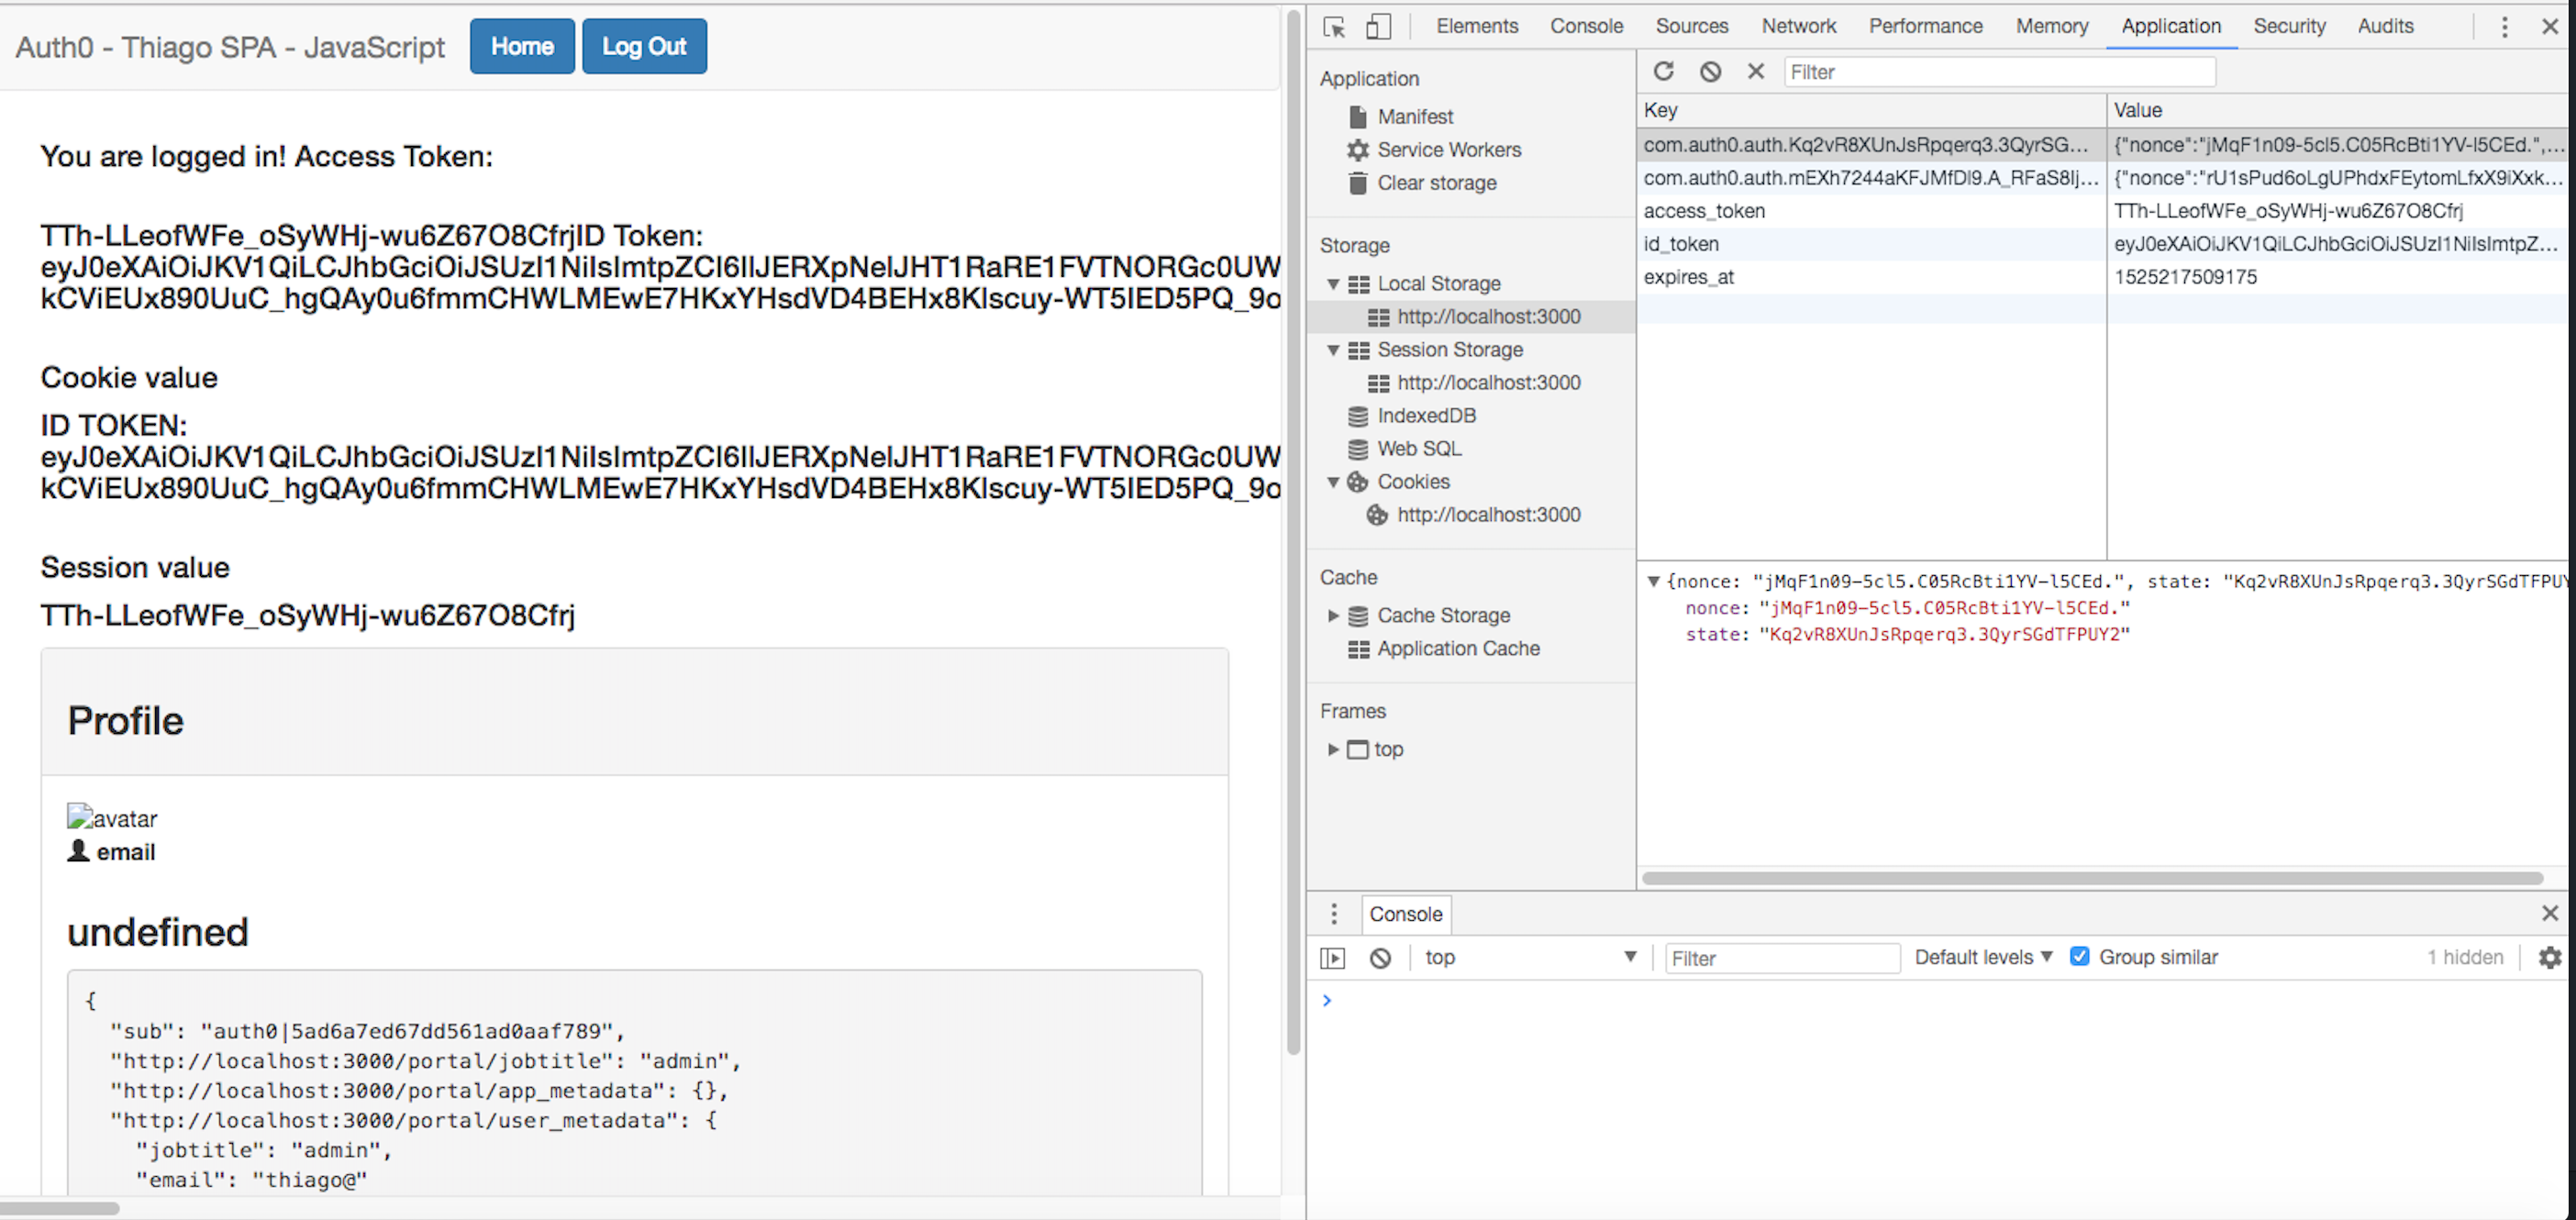 Auth0 - Thiago SPA - JavaScript Home Log Out
You are logged in! Access Token:
TTh-LLeofWFe_oSyWHj-wu6Z67O8CfrjID Token:
eyJ0eXAiOiJKV1QiLCJhbGciOiJSUzI1NiIsImtpZCI6IlJERXpNelJHT1RaRE1FVTNORGc0UW
kCViEUx890UuC_hgQAy0u6fmmCHWLMEwE7HKxYHsdVD4BEHx8KIscuy-WT5IED5PQ_9o
Cookie value
ID TOKEN:
eyJ0eXAiOiJKV1QiLCJhbGciOiJSUzI1NiIsImtpZCI6IlJERXpNelJHT1RaRE1FVTNORGc0UW
kCViEUx890UuC_hgQAy0u6fmmCHWLMEwE7HKxYHsdVD4BEHx8KIscuy-WT5IED5PQ_9o
Session value
TTh-LLeofWFe_oSyWHj-wu6Z67O8Cfrj
Profile
avatar
email
undefined
{
"sub": "auth0|5ad6a7ed67dd561ad0aaf789",
"http://localhost:3000/portal/jobtitle": "admin",
"http://localhost:3000/portal/app_metadata": {},
"http://localhost:3000/portal/user_metadata": {
"jobtitle": "admin",
"email": "thiago@"
Elements Console Sources Network Performance Memory Application Security Audits
Application
Manifest
Service Workers
Clear storage
Storage
Local Storage
http://localhost:3000
Session Storage
http://localhost:3000
IndexedDB
Web SQL
Cookies
http://localhost:3000
Cache
Cache Storage
Application Cache
Frames
top
Filter
Key Value
com.auth0.auth.Kq2vR8XUnJsRpqerq3.3QyrSG... {"nonce":"jMqF1n09-5cl5.C05RcBti1YV-l5CEd.",...
com.auth0.auth.mEXh7244aKFJMfDl9.A_RFaS8lj... {"nonce":"rU1sPud6oLgUPhdxFEytomLfxX9iXxk...
access_token TTh-LLeofWFe_oSyWHj-wu6Z67O8Cfrj
id_token eyJ0eXAiOiJKV1QiLCJhbGciOiJSUzI1NiIsImtpZ...
expires_at 1525217509175
{nonce: "jMqF1n09-5cl5.C05RcBti1YV-l5CEd.", state: "Kq2vR8XUnJsRpqerq3.3QyrSGdTFPUY
nonce: "jMqF1n09-5cl5.C05RcBti1YV-l5CEd."
state: "Kq2vR8XUnJsRpqerq3.3QyrSGdTFPUY2"
Console
top Filter Default levels Group similar 1 hidden